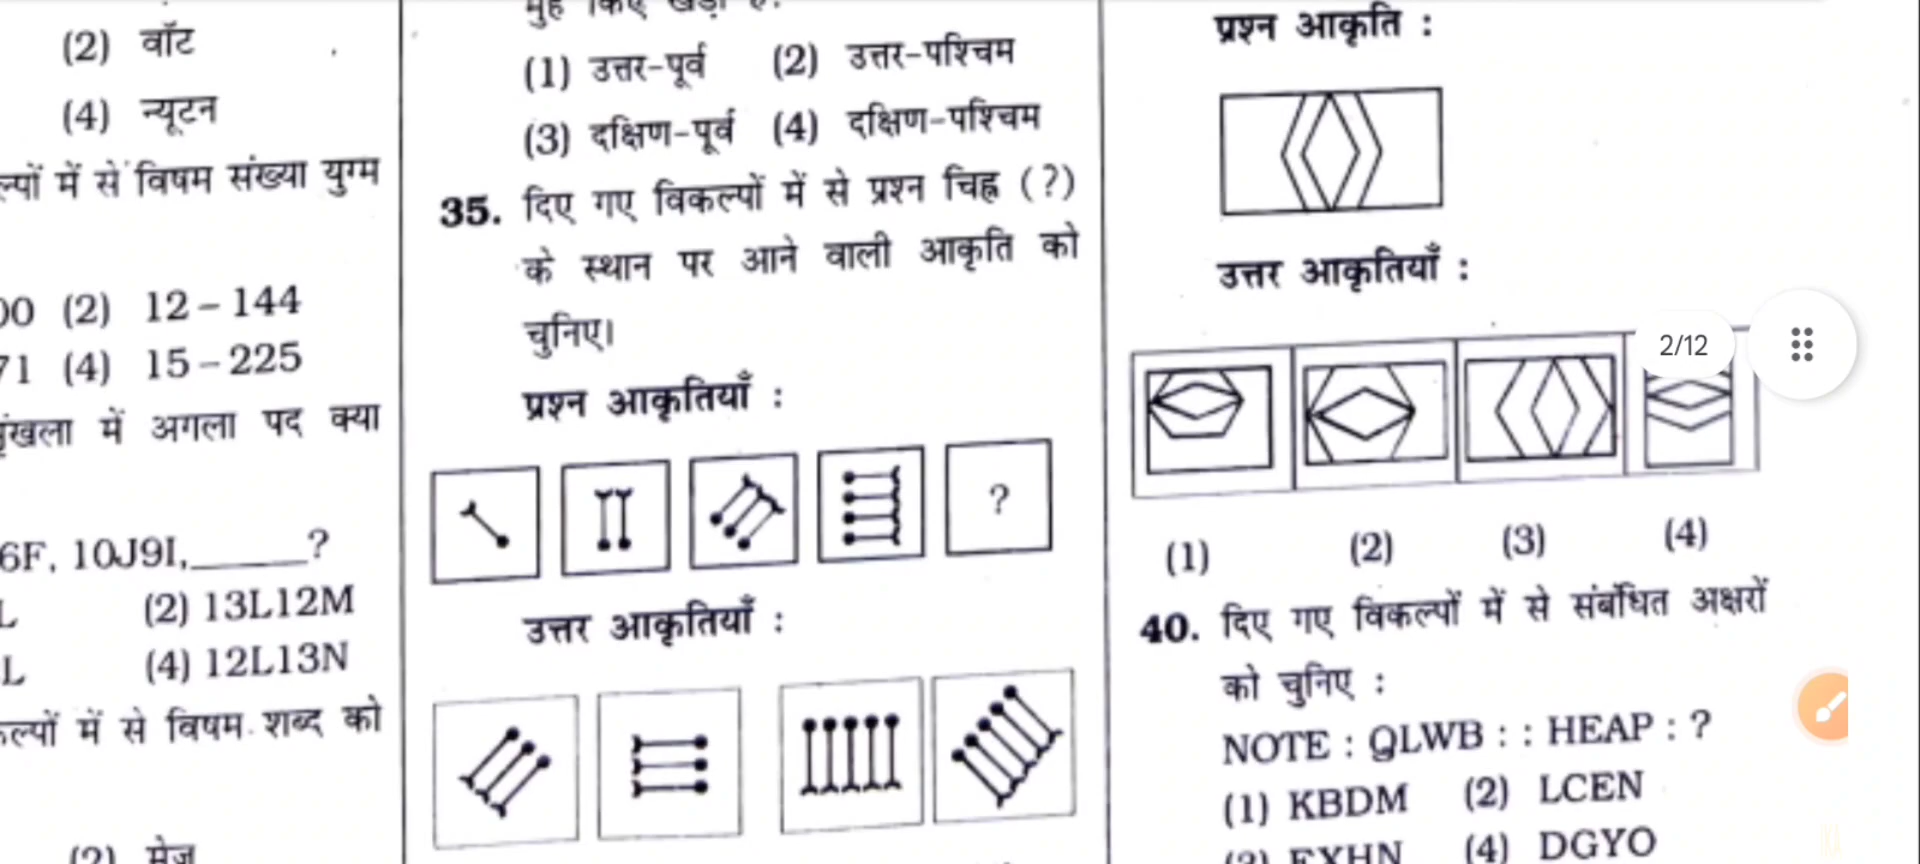 (2) वॉट
(4) न्यूटन
ल्पों में से विषम संख्या युग्म
00 (2) 12 – 144
71 (4) 15 – 225
में अगला पद क्या
6F, 10J9I,______?
L (2) 13L12M
L (4) 12L13N
ल्पों में से विषम शब्द को
(2) मेज़
(1) उत्तर-पूर्व (2) उत्तर-पश्चिम
(3) दक्षिण-पूर्व (4) दक्षिण-पश्चिम
35. दिए गए विकल्पों में से प्रश्न चिह्न (?)
के स्थान पर आने वाली आकृति को
चुनिए।
प्रश्न आकृतियाँ :
?
उत्तर आकृतियाँ :
प्रश्न आकृति :
उत्तर आकृतियाँ :
2/12
(1) (2) (3) (4)
40. दिए गए विकल्पों में से संबंधित अक्षरों
को चुनिए :
NOTE : QLWB : : HEAP : ?
(1) KBDM (2) LCEN
(3) FXHN (4) DGYO